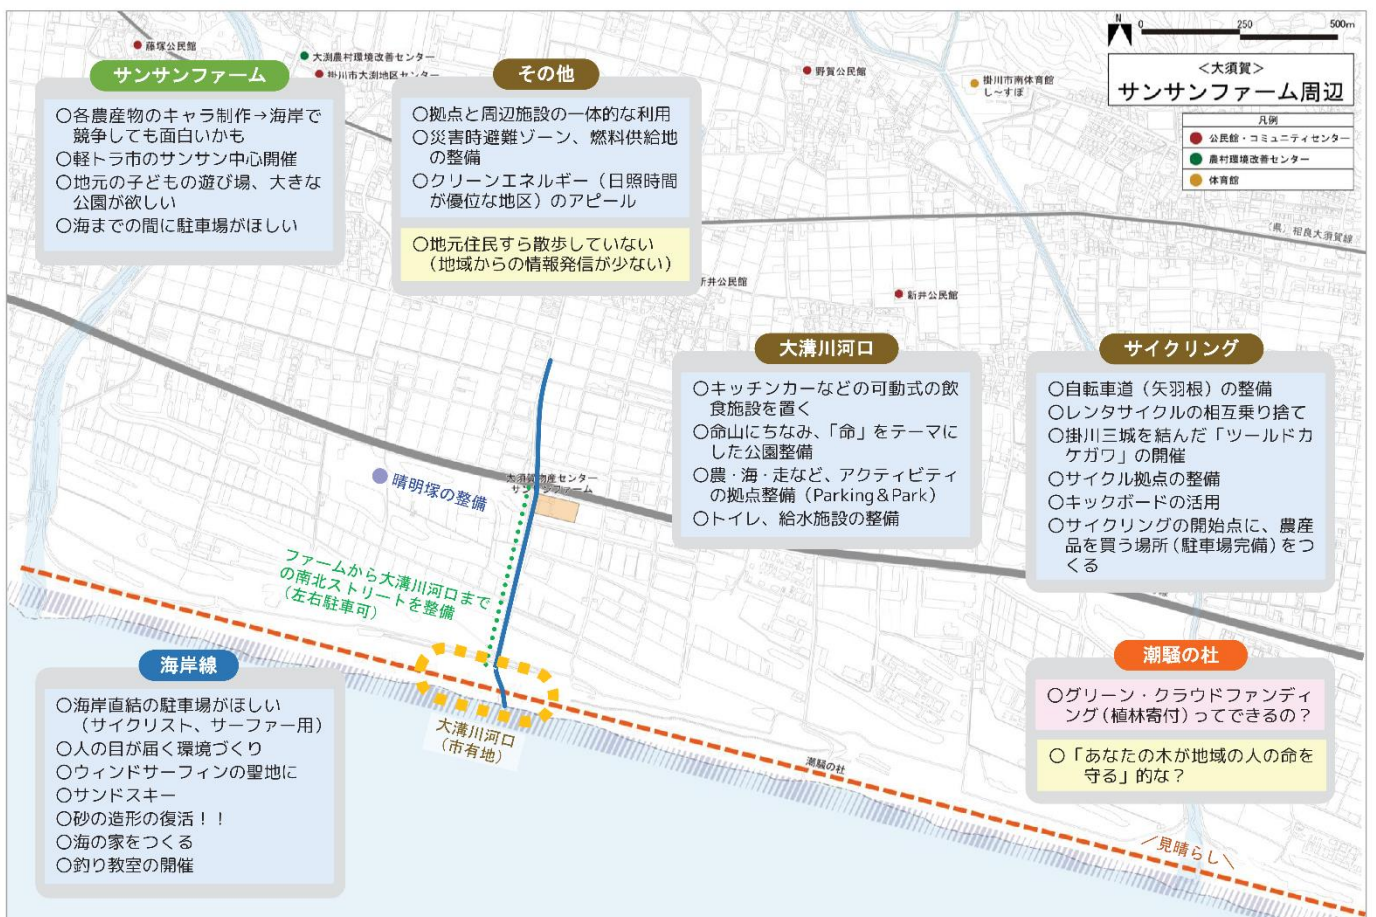 藤塚公民館
大渕農村環境改善センター
掛川市大渕地区センター
野賀公民館
掛川市南体育館
し～すぽ
N
0 250 500m
＜大須賀＞
サンサンファーム周辺
凡例
公民館・コミュニティセンター
農村環境改善センター
体育館
サンサンファーム
○各農産物のキャラ制作→海岸で
競争しても面白いかも
○軽トラ市のサンサン中心開催
○地元の子どもの遊び場、大きな
公園が欲しい
○海までの間に駐車場がほしい
その他
○拠点と周辺施設の一体的な利用
○災害時避難ゾーン、燃料供給地
の整備
○クリーンエネルギー（日照時間
が優位な地区）のアピール
○地元住民すら散歩していない
（地域からの情報発信が少ない）
（県）相良大須賀線
新井公民館
大溝川河口
○キッチンカーなどの可動式の飲
食施設を置く
○命山にちなみ、「命」をテーマに
した公園整備
○農・海・走など、アクティビティ
の拠点整備（Parking＆Park）
○トイレ、給水施設の整備
サイクリング
○自転車道（矢羽根）の整備
○レンタサイクルの相互乗り捨て
○掛川三城を結んだ「ツールドカ
ケガワ」の開催
○サイクル拠点の整備
○キックボードの活用
○サイクリングの開始点に、農産
品を買う場所（駐車場完備）をつ
くる
晴明塚の整備
大須賀物産センター
サンサンファーム
ファームから大溝川河口まで
の南北ストリートを整備
（左右駐車可）
海岸線
○海岸直結の駐車場がほしい
（サイクリスト、サーファー用）
○人の目が届く環境づくり
○ウィンドサーフィンの聖地に
○サンドスキー
○砂の造形の復活！！
○海の家をつくる
○釣り教室の開催
大溝川河口
（市有地）
潮騒の杜
潮騒の杜
○グリーン・クラウドファンディ
ング（植林寄付）ってできるの？
○「あなたの木が地域の人の命を
守る」的な？
／見晴らし＼